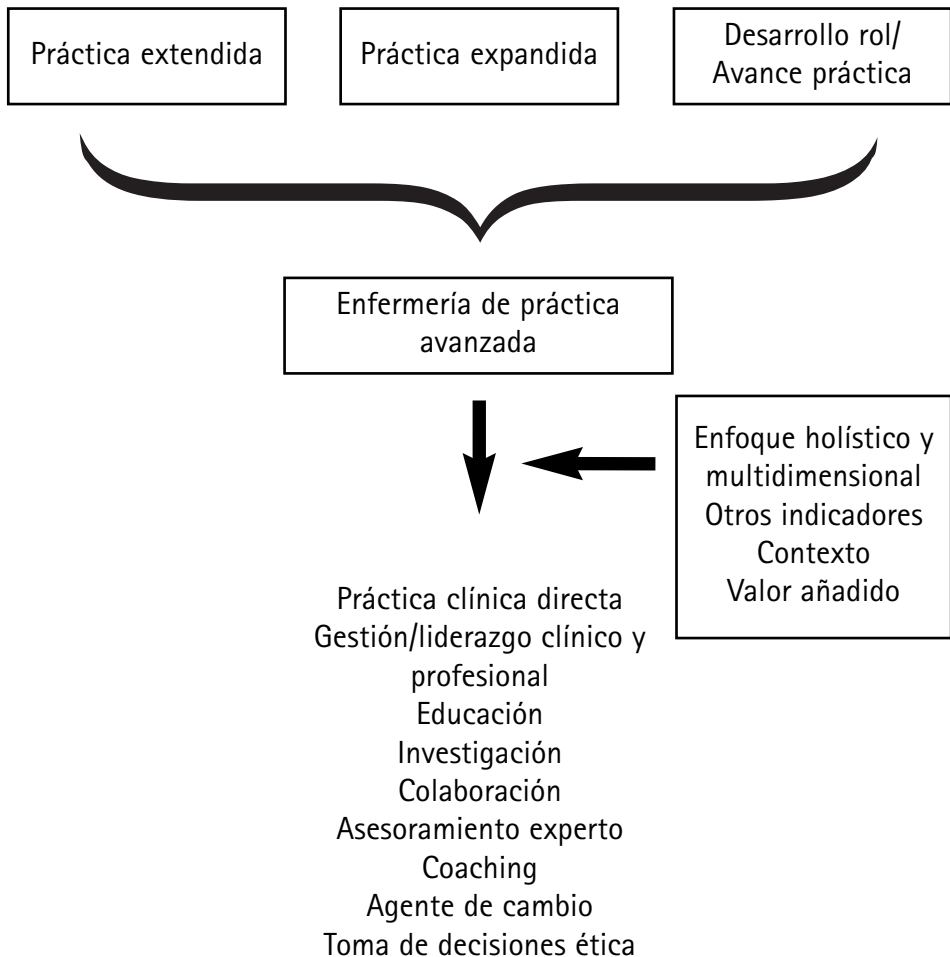 Práctica extendida
Práctica expandida
Desarrollo rol/
Avance práctica
Enfermería de práctica
avanzada
Enfoque holístico y
multidimensional
Otros indicadores
Contexto
Valor añadido
Práctica clínica directa
Gestión/liderazgo clínico y
profesional
Educación
Investigación
Colaboración
Asesoramiento experto
Coaching
Agente de cambio
Toma de decisiones ética